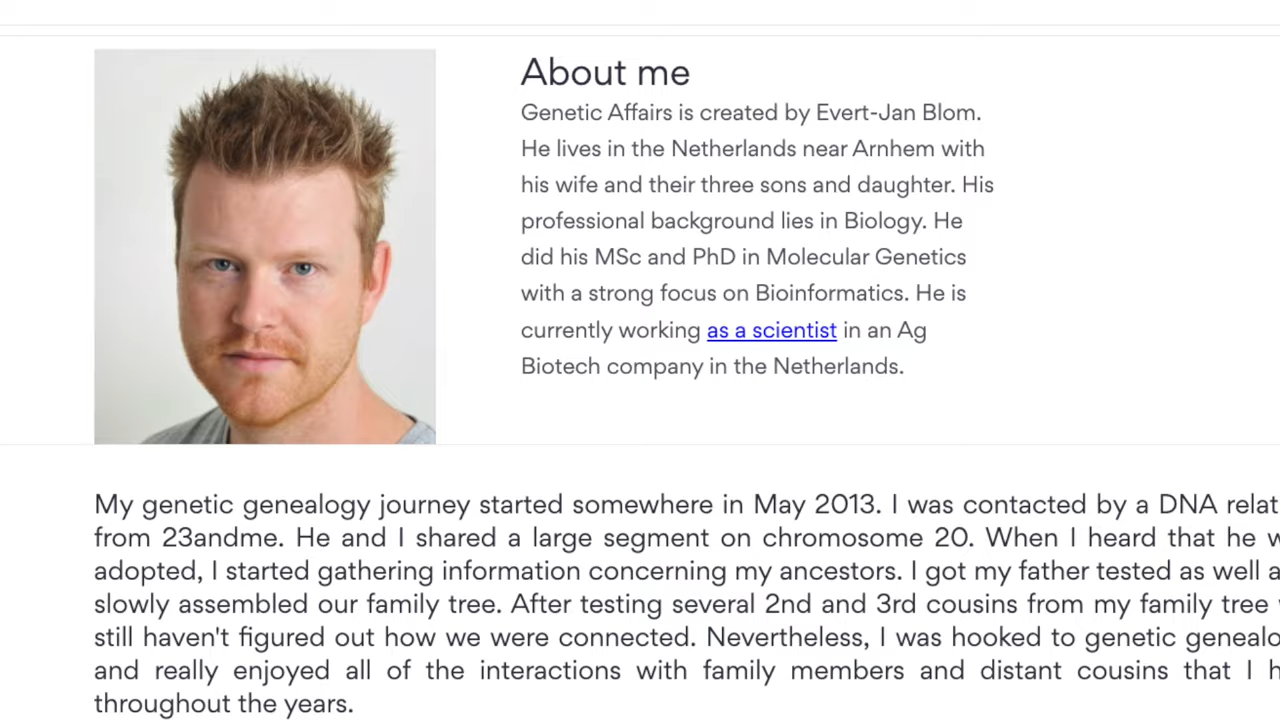 About me
Genetic Affairs is created by Evert-Jan Blom.
He lives in the Netherlands near Arnhem with
his wife and their three sons and daughter. His
professional background lies in Biology. He
did his MSc and PhD in Molecular Genetics
with a strong focus on Bioinformatics. He is
currently working as a scientist in an Ag
Biotech company in the Netherlands.
My genetic genealogy journey started somewhere in May 2013. I was contacted by a DNA
from 23andme. He and I shared a large segment on chromosome 20. When I heard that he
adopted, I started gathering information concerning my ancestors. I got my father tested as well
slowly assembled our family tree. After testing several 2nd and 3rd cousins from my family tree
still haven't figured out how we were connected. Nevertheless, I was hooked to genetic
and really enjoyed all of the interactions with family members and distant cousins that I
throughout the years.